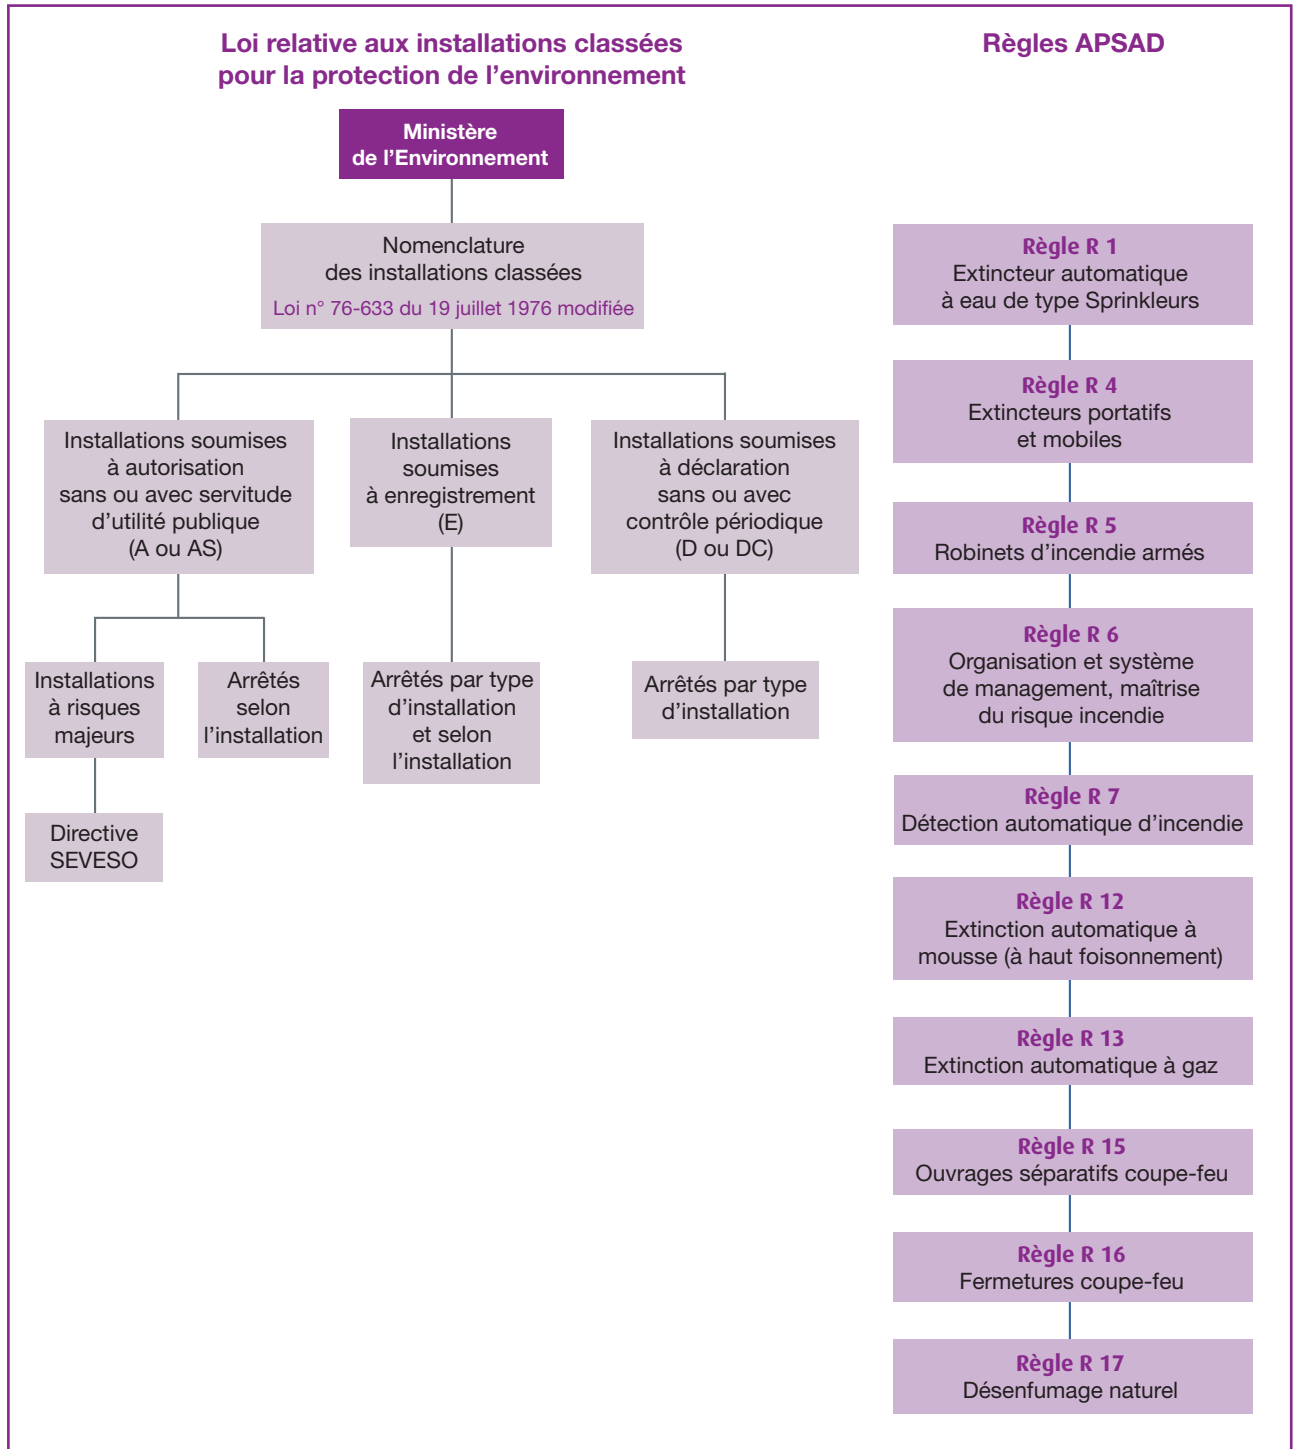 Loi relative aux installations classées
pour la protection de l’environnement
Ministère
de l’Environnement
Nomenclature
des installations classées
Loi n° 76-633 du 19 juillet 1976 modifiée
Installations soumises
à autorisation
sans ou avec servitude
d’utilité publique
(A ou AS)
Installations
soumises
à enregistrement
(E)
Installations soumises
à déclaration
sans ou avec
contrôle périodique
(D ou DC)
Installations
à risques
majeurs
Arrêtés
selon
l’installation
Arrêtés par type
d’installation
et selon
l’installation
Arrêtés par type
d’installation
Directive
SEVESO
Règles APSAD
Règle R 1
Extincteur automatique
à eau de type Sprinkleurs
Règle R 4
Extincteurs portatifs
et mobiles
Règle R 5
Robinets d’incendie armés
Règle R 6
Organisation et système
de management, maîtrise
du risque incendie
Règle R 7
Détection automatique d’incendie
Règle R 12
Extinction automatique à
mousse (à haut foisonnement)
Règle R 13
Extinction automatique à gaz
Règle R 15
Ouvrages séparatifs coupe-feu
Règle R 16
Fermetures coupe-feu
Règle R 17
Désenfumage naturel